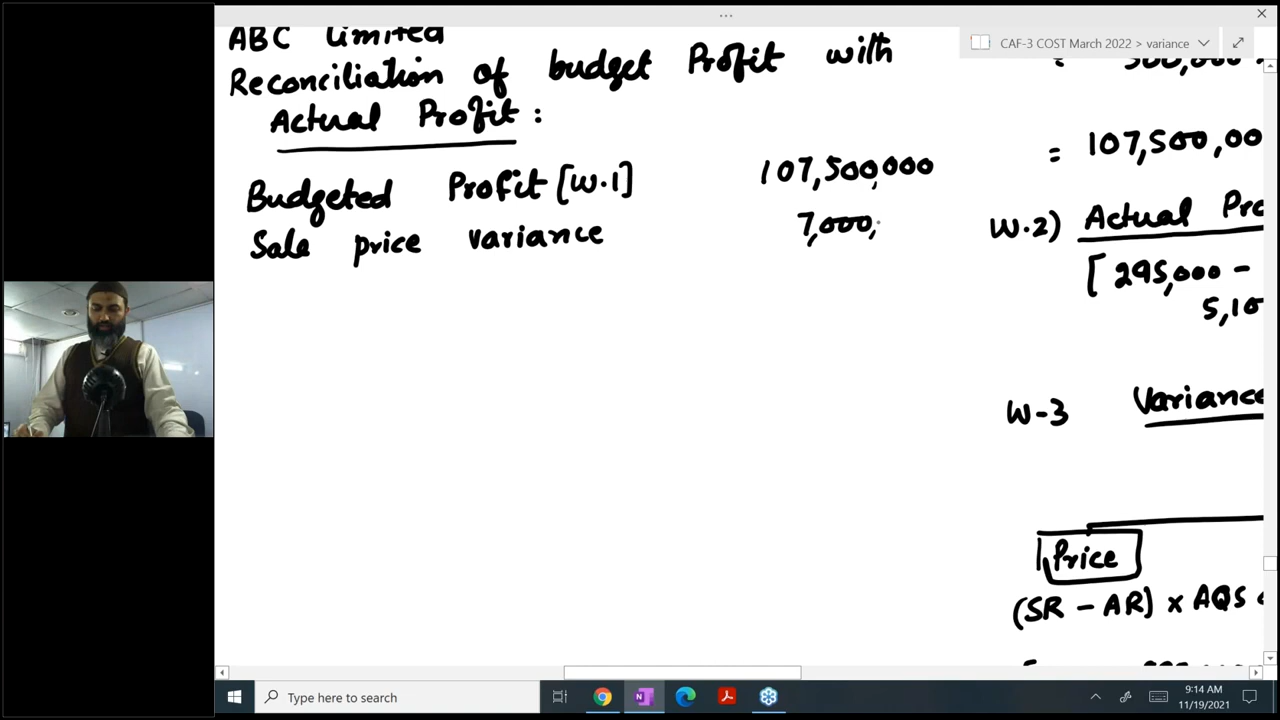 ABC Limited
CAF-3 COST March 2022 > variance
Reconciliation of budget Profit with
Actual Profit:
= 107,500,00
Budgeted Profit [W.1] 107,500,000
Sale price variance 7,000,
W.2) Actual Pro
[295,000 -
5,10
W-3 Variance
Price
(SR - AR) x AQS
Type here to search
9:14 AM
11/19/2021